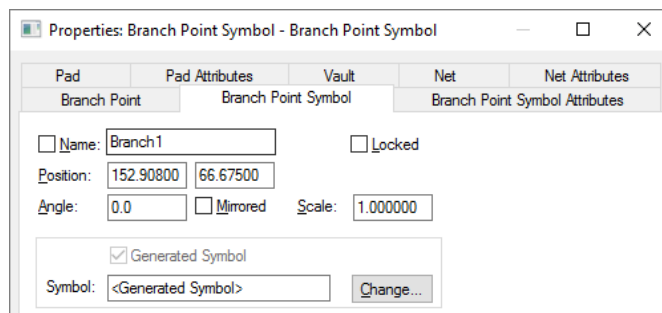 Properties: Branch Point Symbol - Branch Point Symbol
Pad Pad Attributes Vault Net Net Attributes
Branch Point Branch Point Symbol Branch Point Symbol Attributes
Name: Branch1 Locked
Position: 152.90800 66.67500
Angle: 0.0 Mirrored Scale: 1.000000
Generated Symbol
Symbol: <Generated Symbol> Change...